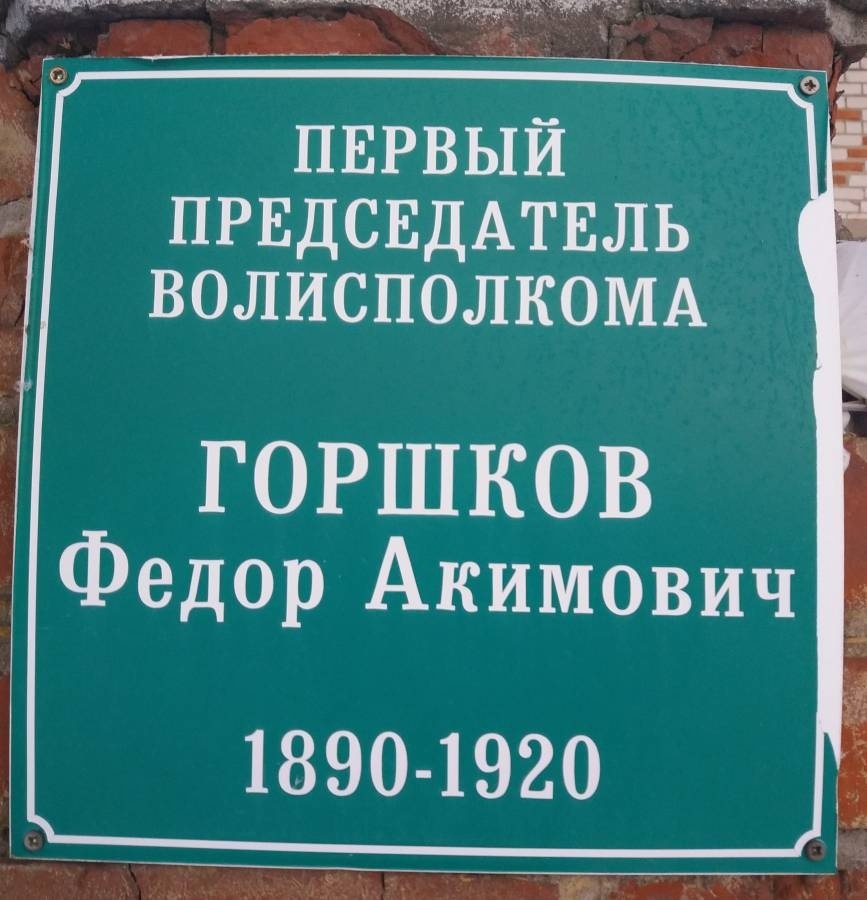 ПЕРВЫЙ
ПРЕДСЕДАТЕЛЬ
ВОЛИСПОЛКОМА
ГОРШКОВ
Федор Акимович
1890-1920